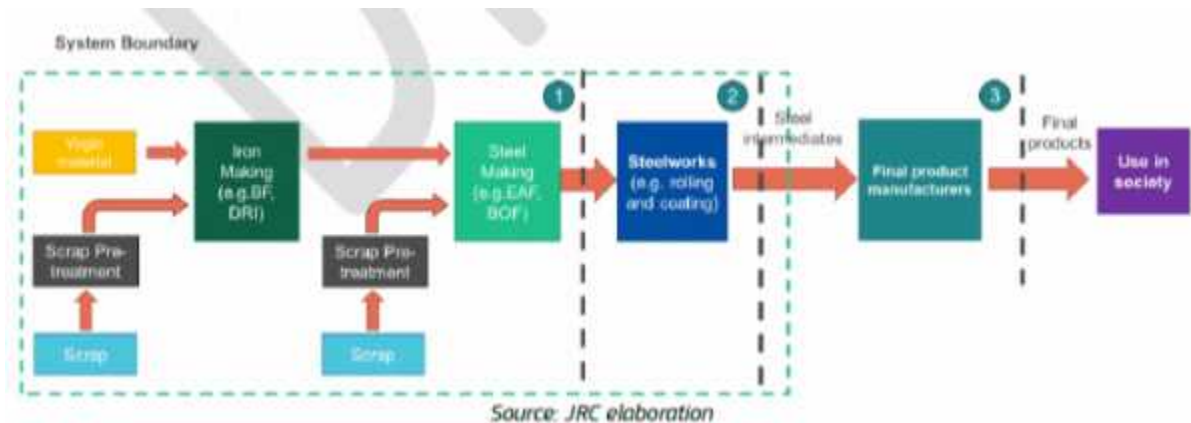 System Boundary
1
2
3
Virgin
material
Iron
Making
(e.g.BF,
DRI)
Steel
Making
(e.g.EAF,
BOF)
Steelworks
(e.g. rolling
and coating)
Steel
intermediates
Final product
manufacturers
Final
products
Use in
society
Scrap Pre-
treatment
Scrap Pre-
treatment
Scrap
Scrap
Source: JRC elaboration